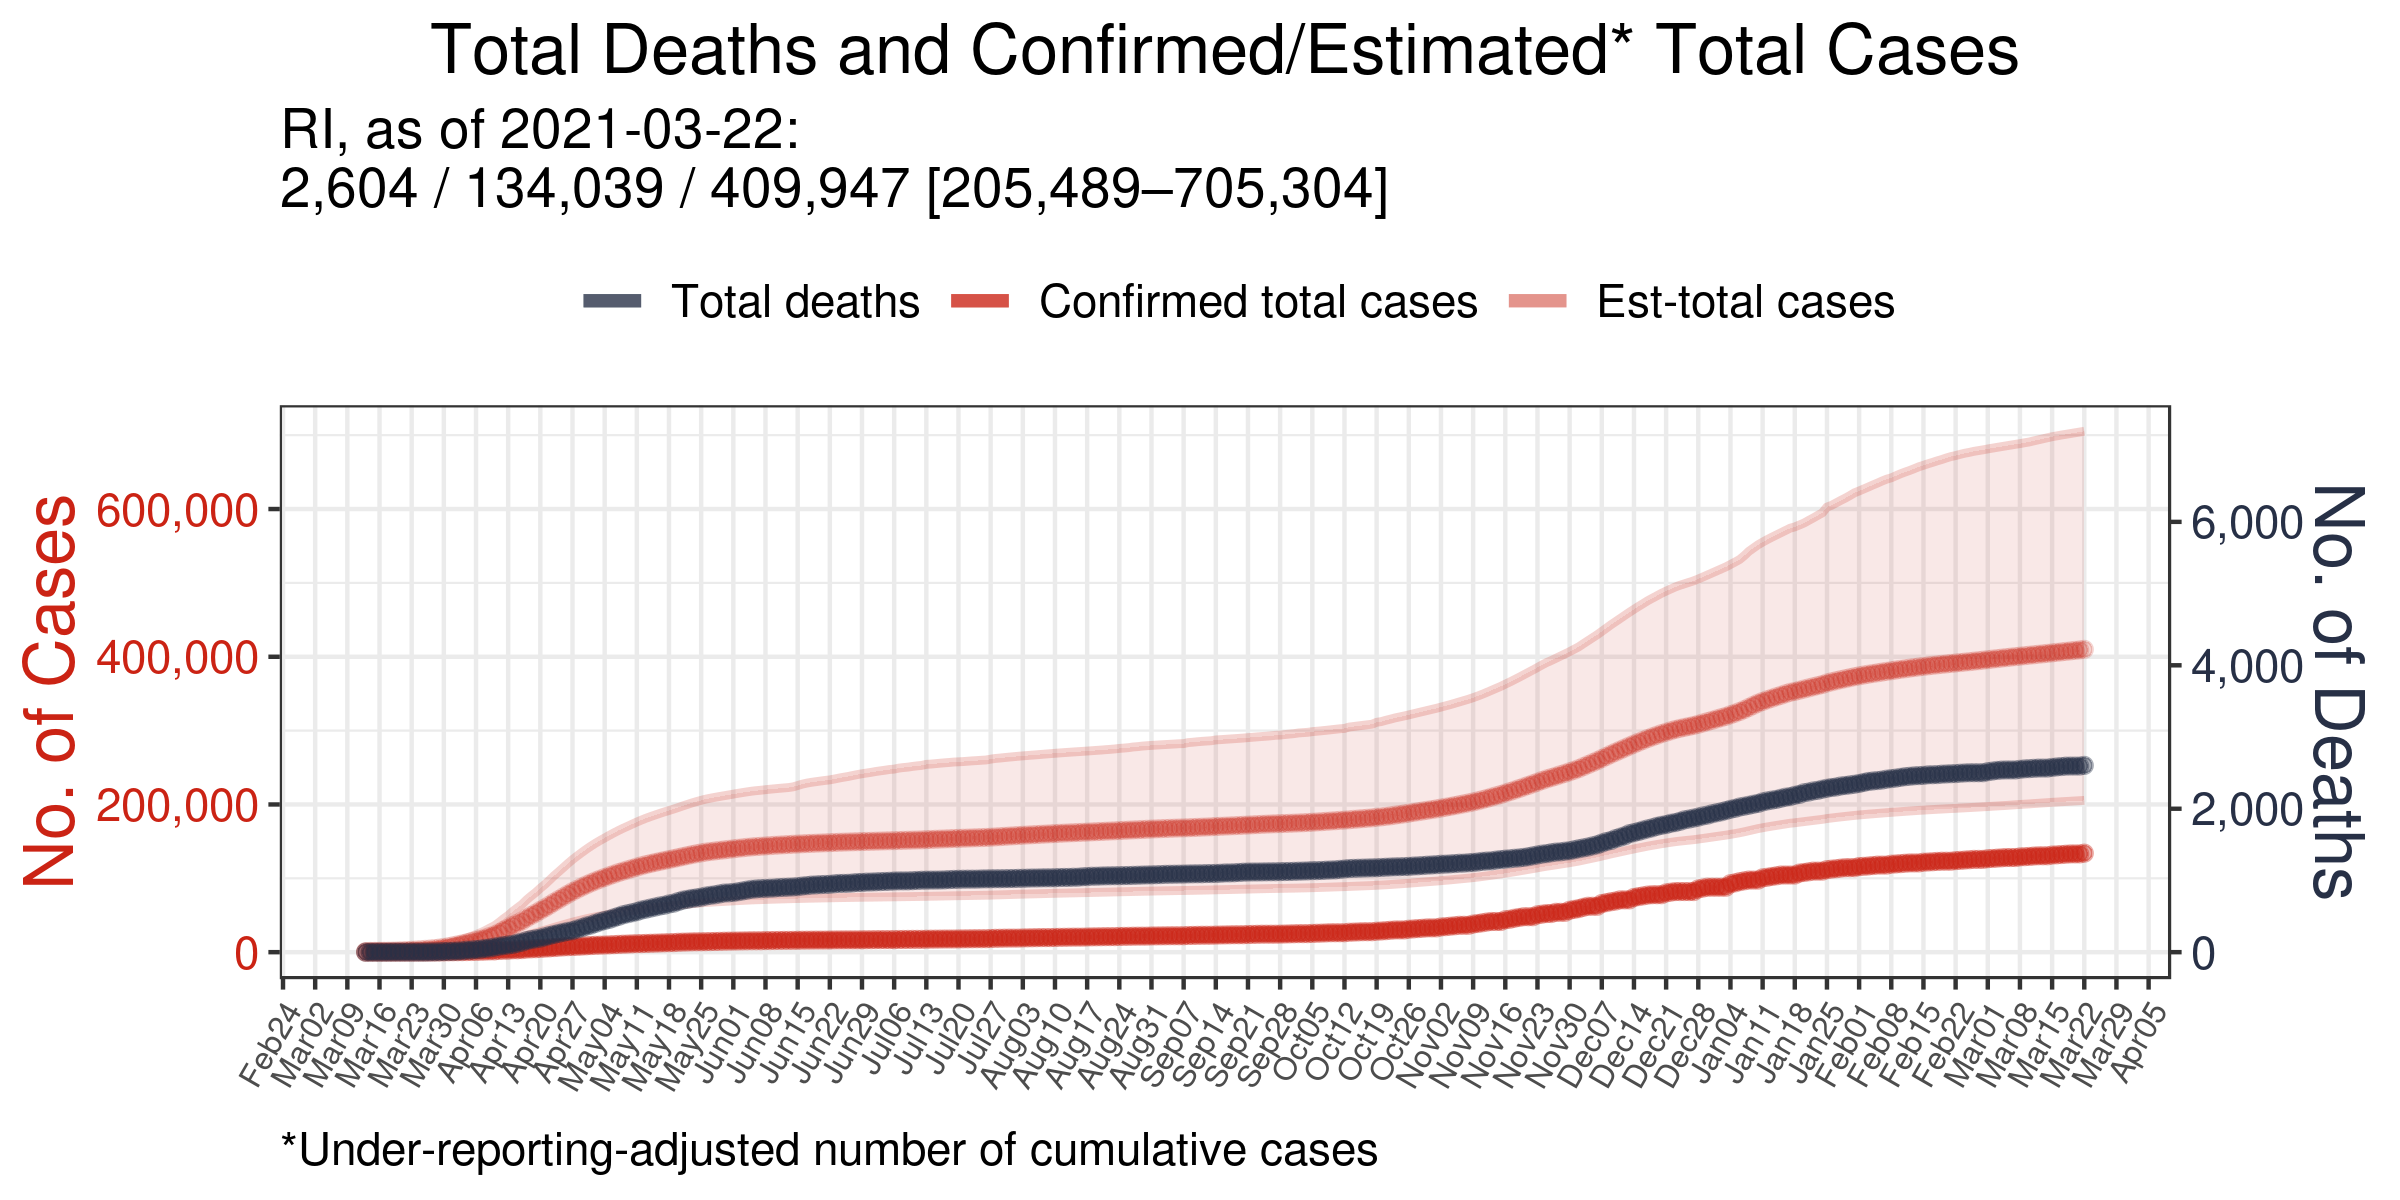 Total Deaths and Confirmed/Estimated* Total Cases
RI, as of 2021-03-22:
2,604 / 134,039 / 409,947 [205,489–705,304]
Total deaths
Confirmed total cases
Est-total cases
No. of Cases
600,000
400,000
200,000
0
6,000
4,000
2,000
0
No. of Deaths
Feb24
Mar02
Mar09
Mar16
Mar23
Mar30
Apr06
Apr13
Apr20
Apr27
May04
May11
May18
May25
Jun01
Jun08
Jun15
Jun22
Jun29
Jul06
Jul13
Jul20
Jul27
Aug03
Aug10
Aug17
Aug24
Aug31
Sep07
Sep14
Sep21
Sep28
Oct05
Oct12
Oct19
Oct26
Nov02
Nov09
Nov16
Nov23
Nov30
Dec07
Dec14
Dec21
Dec28
Jan04
Jan11
Jan18
Jan25
Feb01
Feb08
Feb15
Feb22
Mar01
Mar08
Mar15
Mar22
Mar29
Apr05
*Under-reporting-adjusted number of cumulative cases